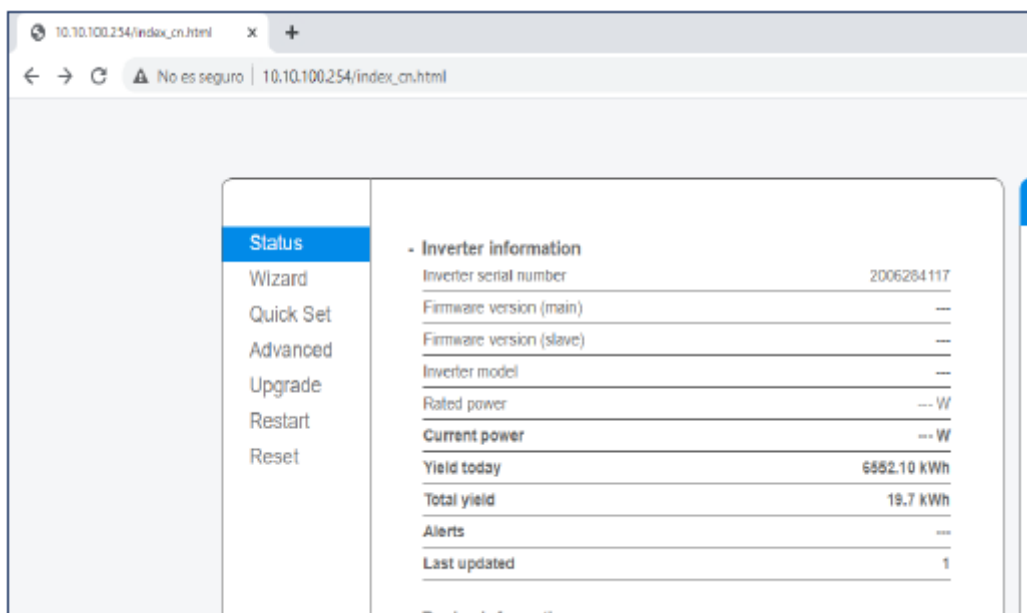 10.10.100.254/index_cn.html
No es seguro 10.10.100.254/index_cn.html
Status
Wizard
Quick Set
Advanced
Upgrade
Restart
Reset
- Inverter information
Inverter serial number 2006284117
Firmware version (main) ---
Firmware version (slave) ---
Inverter model ---
Rated power --- W
Current power --- W
Yield today 6552.10 kWh
Total yield 19.7 kWh
Alerts ---
Last updated 1